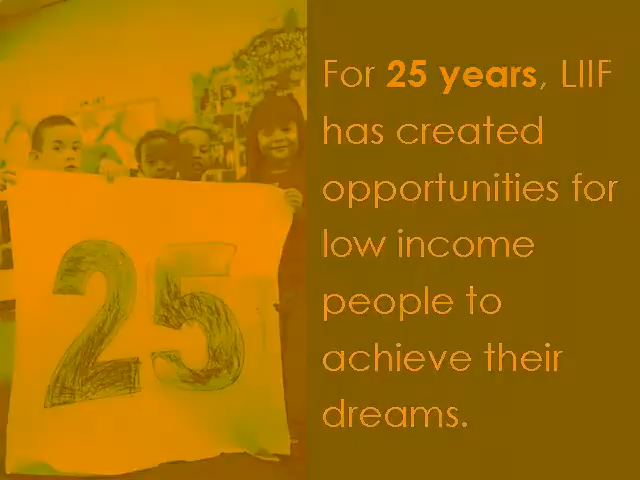 25
For 25 years, LIIF
has created
opportunities for
low income
people to
achieve their
dreams.